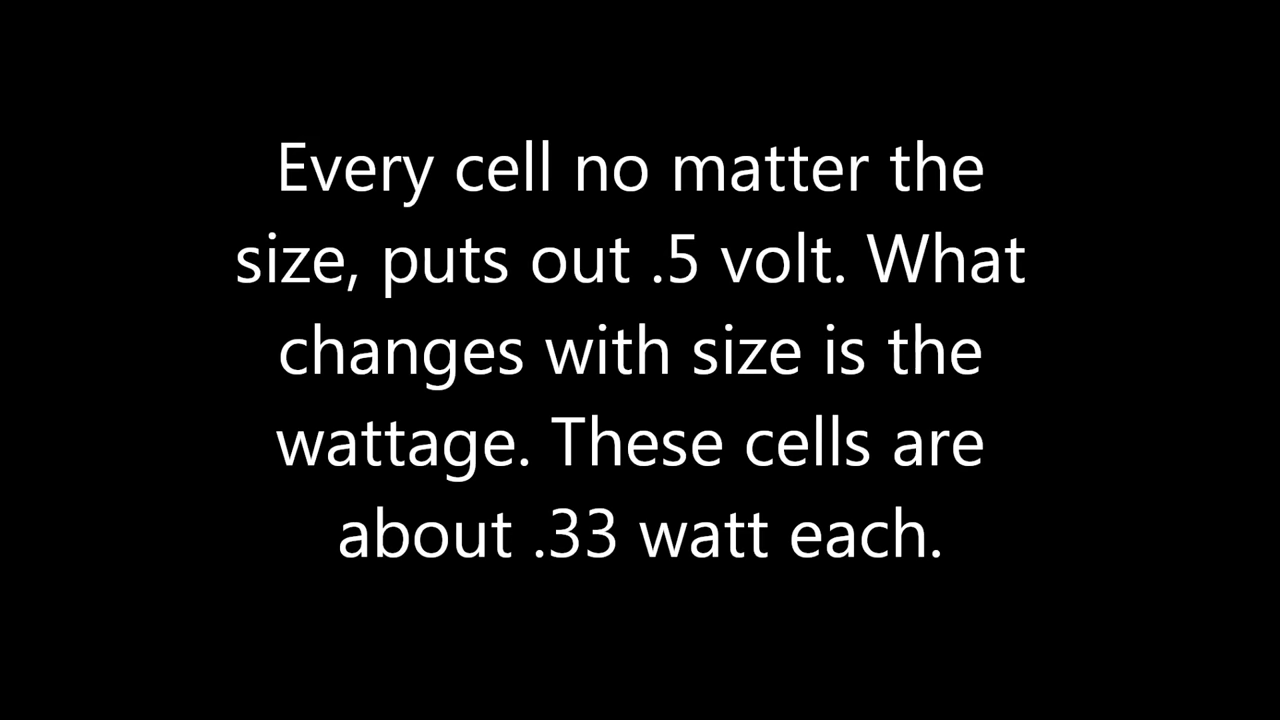 Every cell no matter the
size, puts out .5 volt. What
changes with size is the
wattage. These cells are
about .33 watt each.